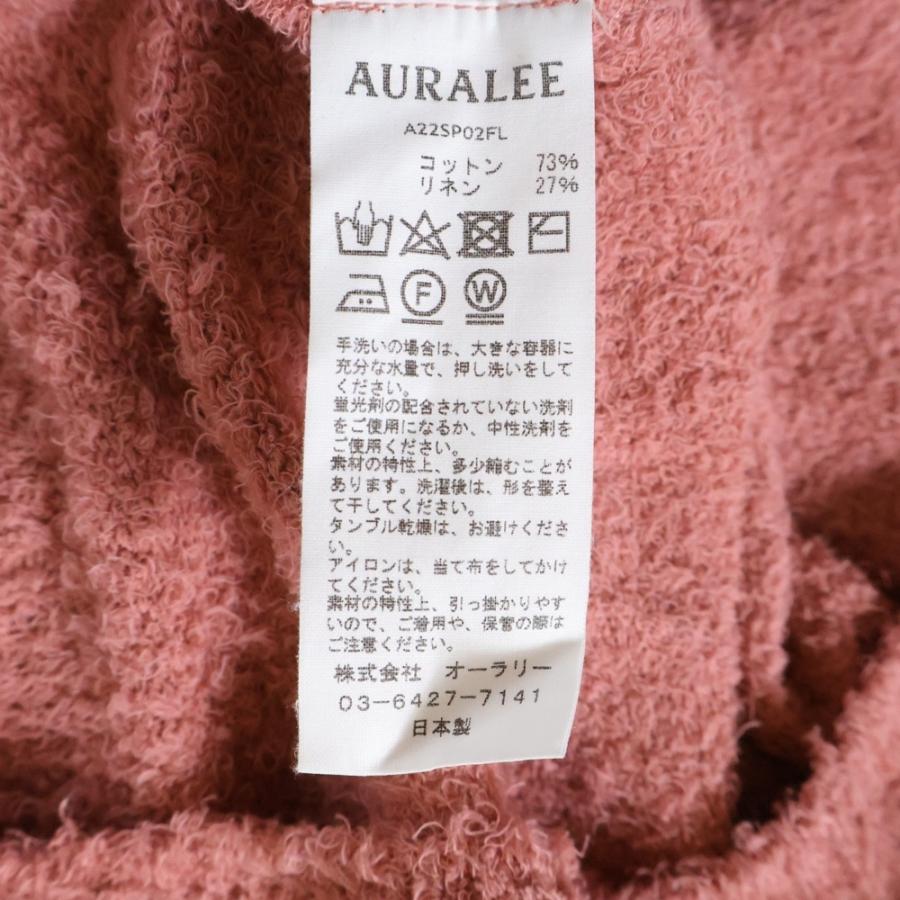 AURALEE
A22SP02FL
コットン 73%
リネン 27%
F W
手洗いの場合は、大きな容器に
充分な水量で、押し洗いをして
ください。
蛍光剤の配合されていない洗剤
をご使用になるか、中性洗剤を
ご使用ください。
素材の特性上、多少縮むことが
あります。洗濯後は、形を整え
て干してください。
タンブル乾燥は、お避けくださ
い。
アイロンは、当て布をしてかけ
てください。
素材の特性上、引っ掛かりやす
いので、ご着用や、保管の際は
ご注意ください。
株式会社 オーラリー
03-6427-7141
日本製